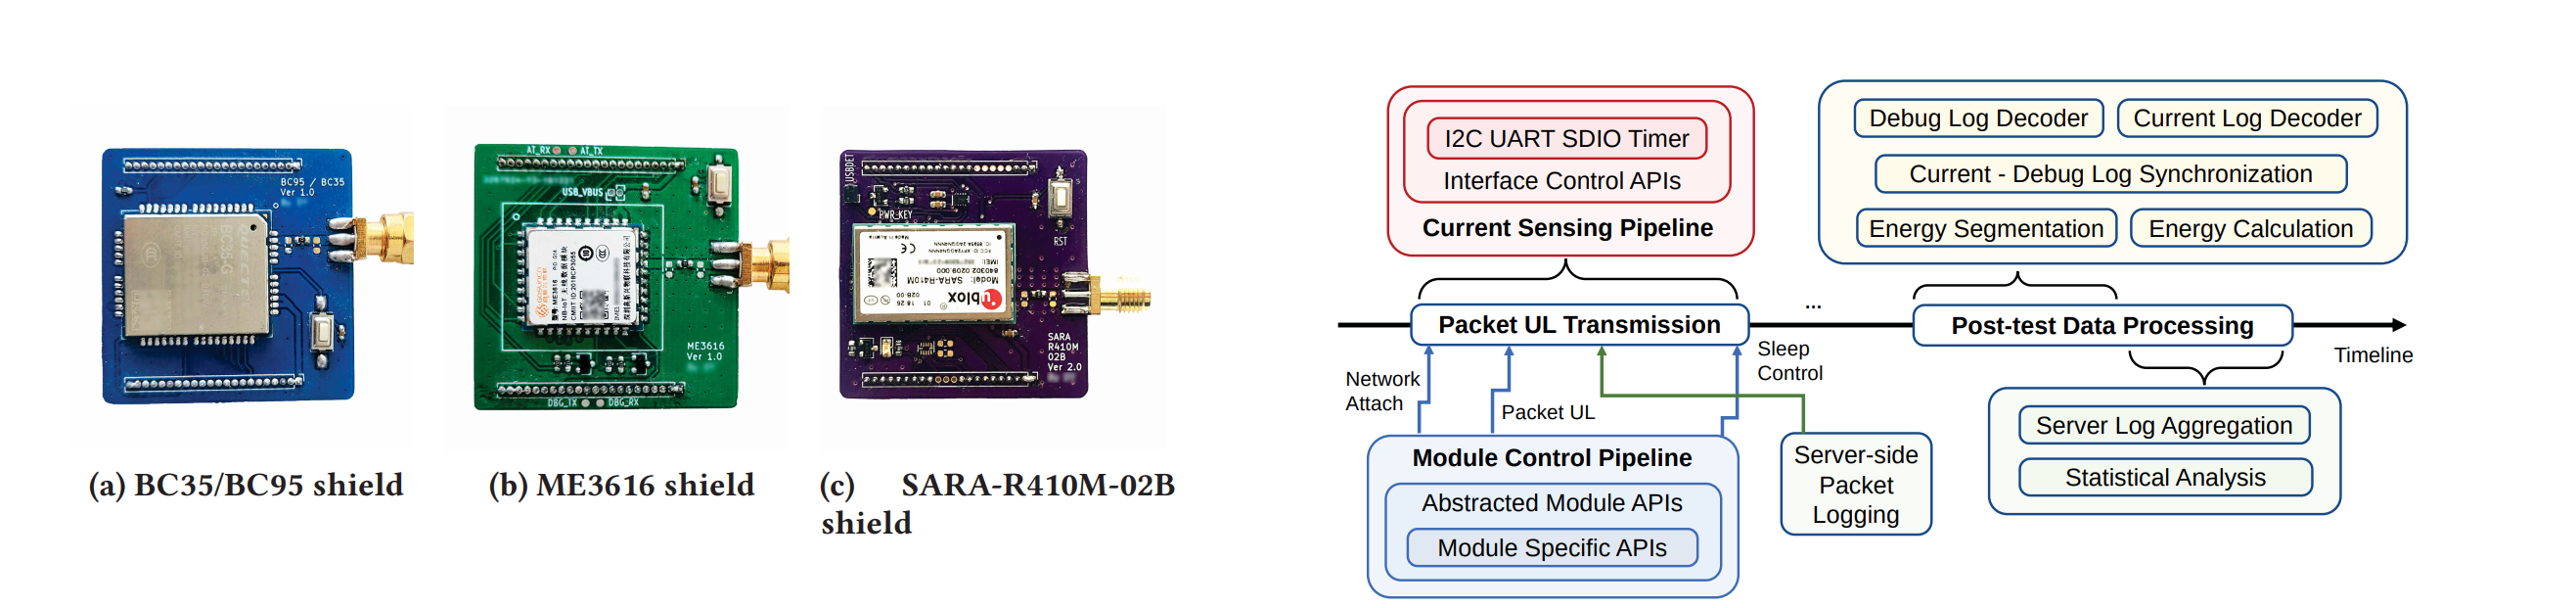 BC95 / BC35
Ver 1.0
(a) BC35/BC95 shield
AT_RX
AT_TX
USB_VBUS
ME3616
Ver 1.0
DBG_TX
DBG_RX
(b) ME3616 shield
USBDET
PWR_KEY
RST
Model: SARA-R410M
ublox
SARA
R410M
02B
Ver 2.0
(c) SARA-R410M-02B
shield
I2C UART SDIO Timer
Interface Control APIs
Current Sensing Pipeline
Debug Log Decoder
Current Log Decoder
Current - Debug Log Synchronization
Energy Segmentation
Energy Calculation
Packet UL Transmission
...
Post-test Data Processing
Timeline
Network
Attach
Packet UL
Sleep
Control
Module Control Pipeline
Abstracted Module APIs
Module Specific APIs
Server-side
Packet
Logging
Server Log Aggregation
Statistical Analysis